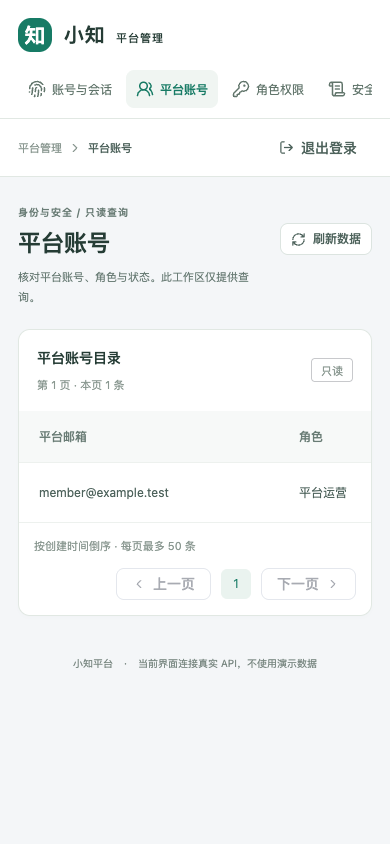 知 小知 平台管理
账号与会话 平台账号 角色权限 安全
平台管理 > 平台账号 退出登录
身份与安全 / 只读查询
平台账号
刷新数据
核对平台账号、角色与状态。此工作区仅提供查
询。
平台账号目录
第 1 页 · 本页 1 条
只读
平台邮箱 角色
member@example.test 平台运营
按创建时间倒序 · 每页最多 50 条
上一页 1 下一页
小知平台 · 当前界面连接真实 API，不使用演示数据